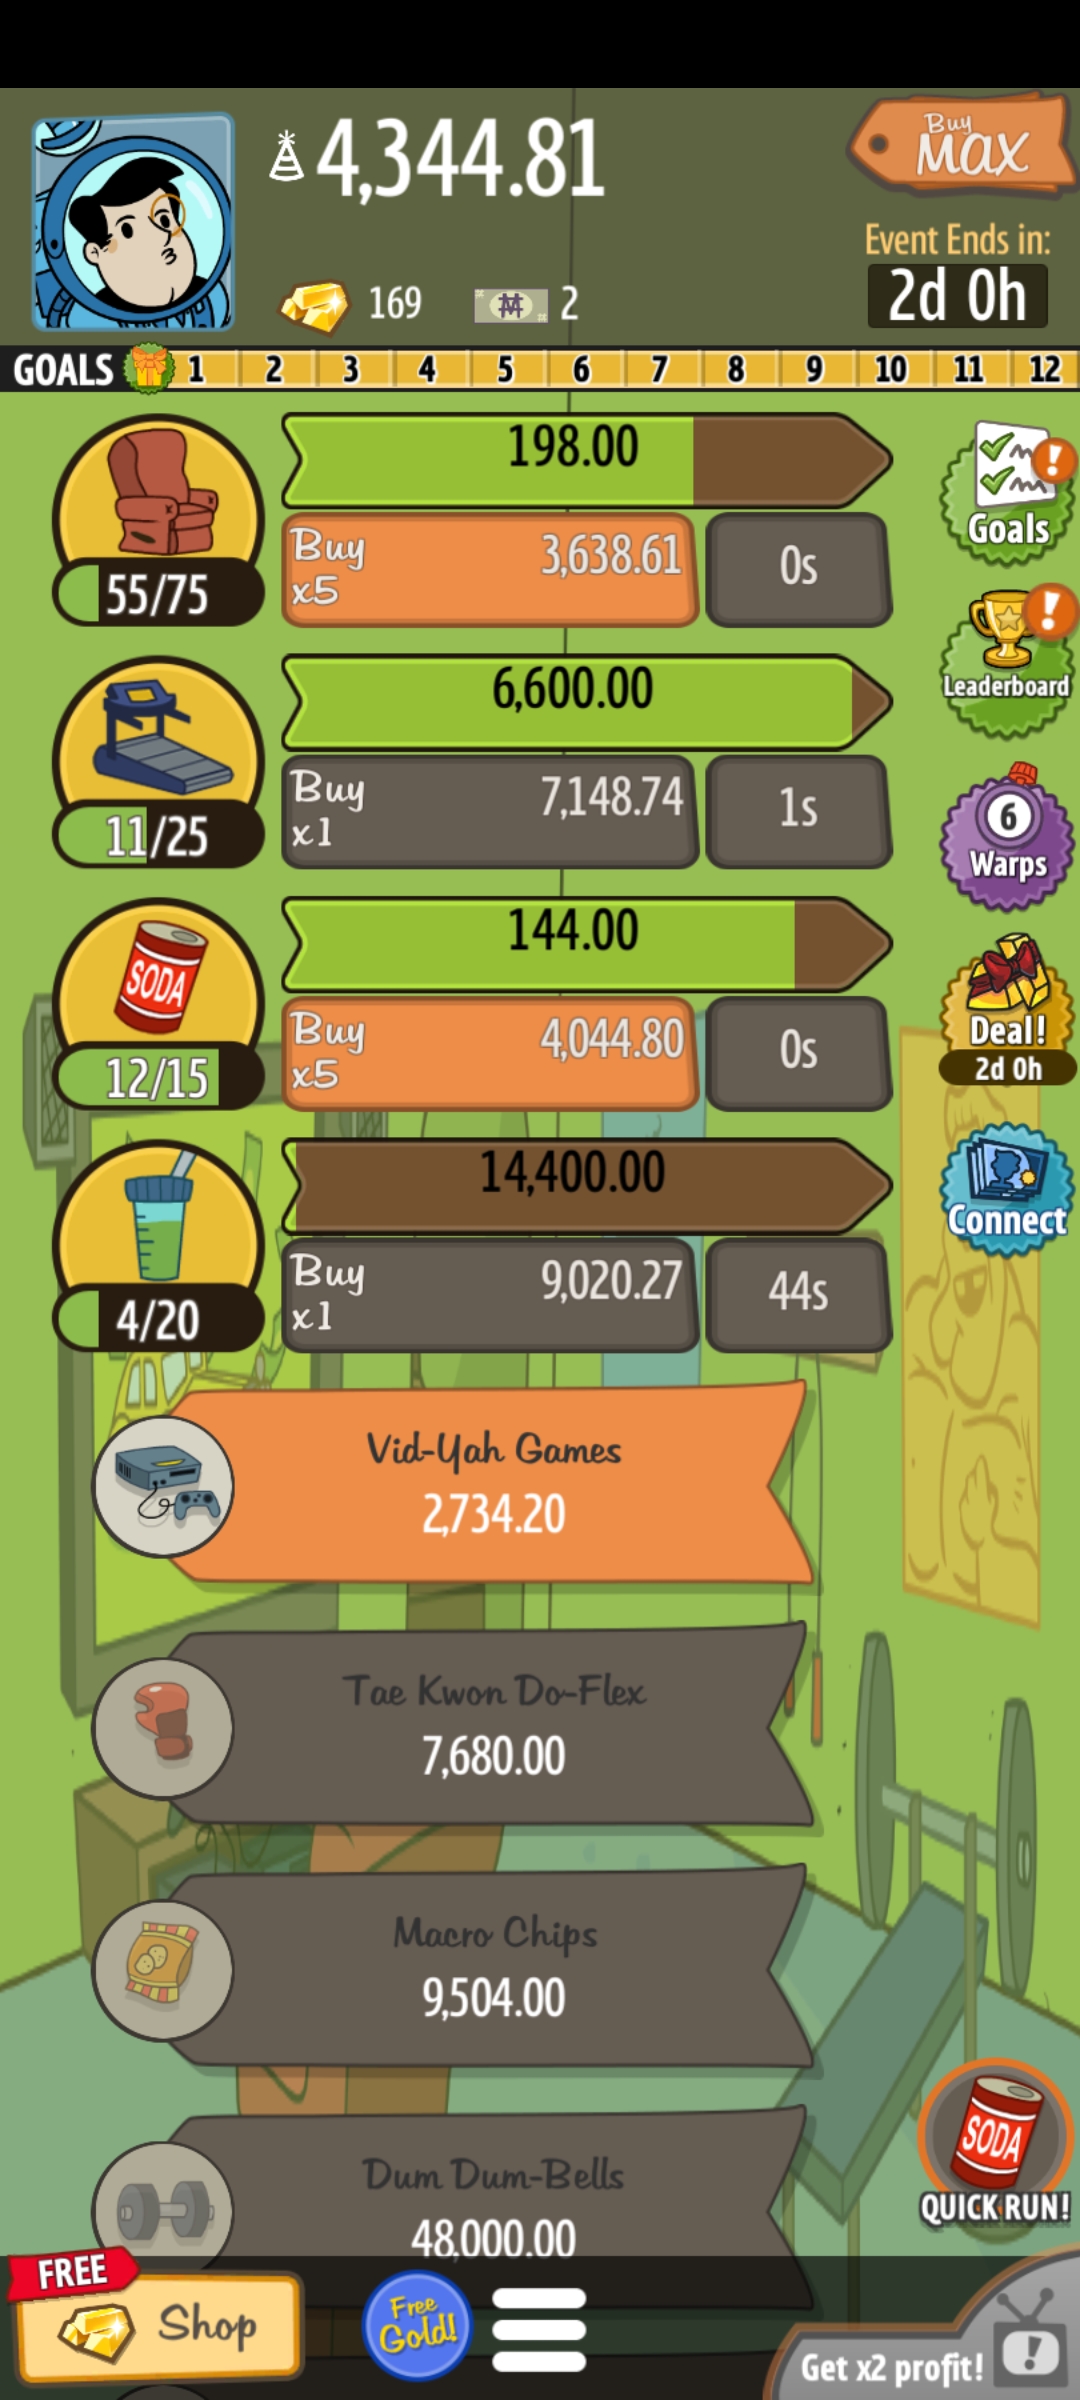 4,344.81
Buy
MAX
169
2
Event Ends in:
2d 0h
GOALS 1 2 3 4 5 6 7 8 9 10 11 12
198.00
55/75
Buy
x5
3,638.61
0s
Goals
6,600.00
11/25
Buy
x1
7,148.74
1s
Leaderboard
6
Warps
144.00
SODA
12/15
Buy
x5
4,044.80
0s
Deal!
2d 0h
14,400.00
4/20
Buy
x1
9,020.27
44s
Connect
Vid-Yah Games
2,734.20
Tae Kwon Do-Flex
7,680.00
Macro Chips
9,504.00
Dum Dum-Bells
48,000.00
SODA
QUICK RUN!
FREE
Shop
Free
Gold!
Get x2 profit!